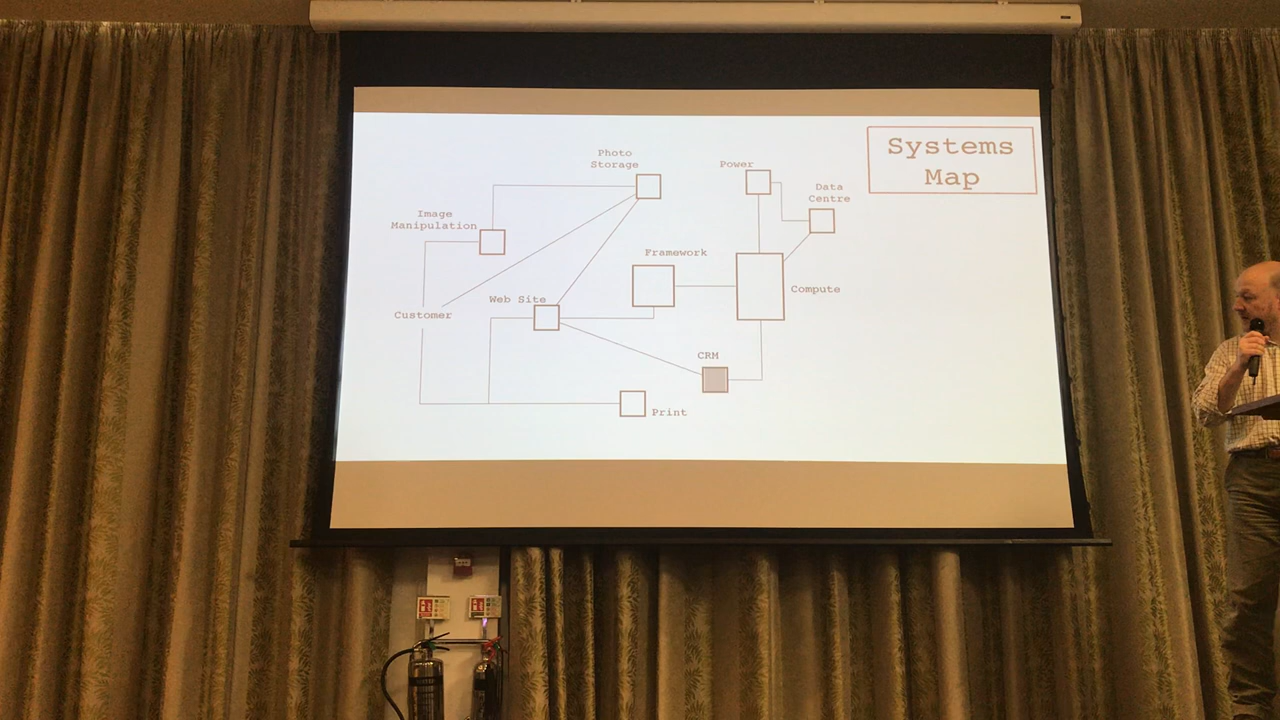 Systems
Map
Photo
Storage
Power
Data
Centre
Image
Manipulation
Framework
Compute
Web Site
Customer
CRM
Print